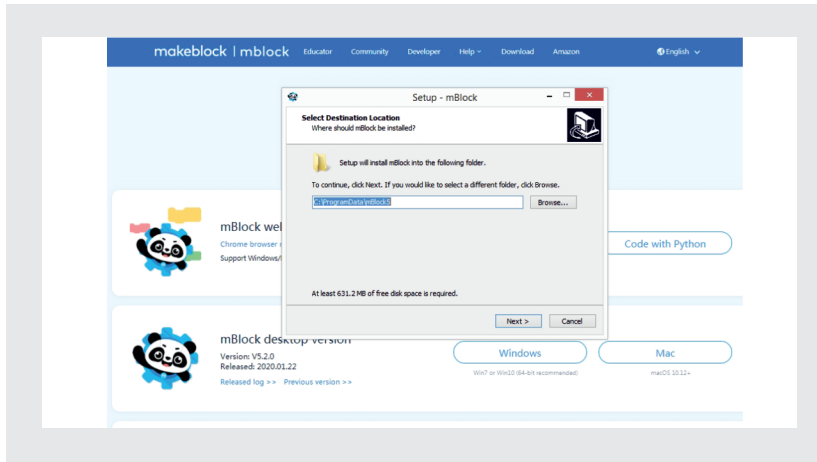 makeblock | mblock Educator Community Developer Help Download Amazon English
Setup - mBlock
Select Destination Location
Where should mBlock be installed?
Setup will install mBlock into the following folder.
To continue, click Next. If you would like to select a different folder, click Browse.
C:\ProgramData\mBlock5 Browse...
At least 631.2 MB of free disk space is required.
Next > Cancel
mBlock we
Chrome browser
Support Windows/
Code with Python
mBlock desktop version
Version: V5.2.0
Released: 2020.01.22
Released log >> Previous version >>
Windows
Win7 or Win10 (64-bit recommended)
Mac
macOS 10.12+